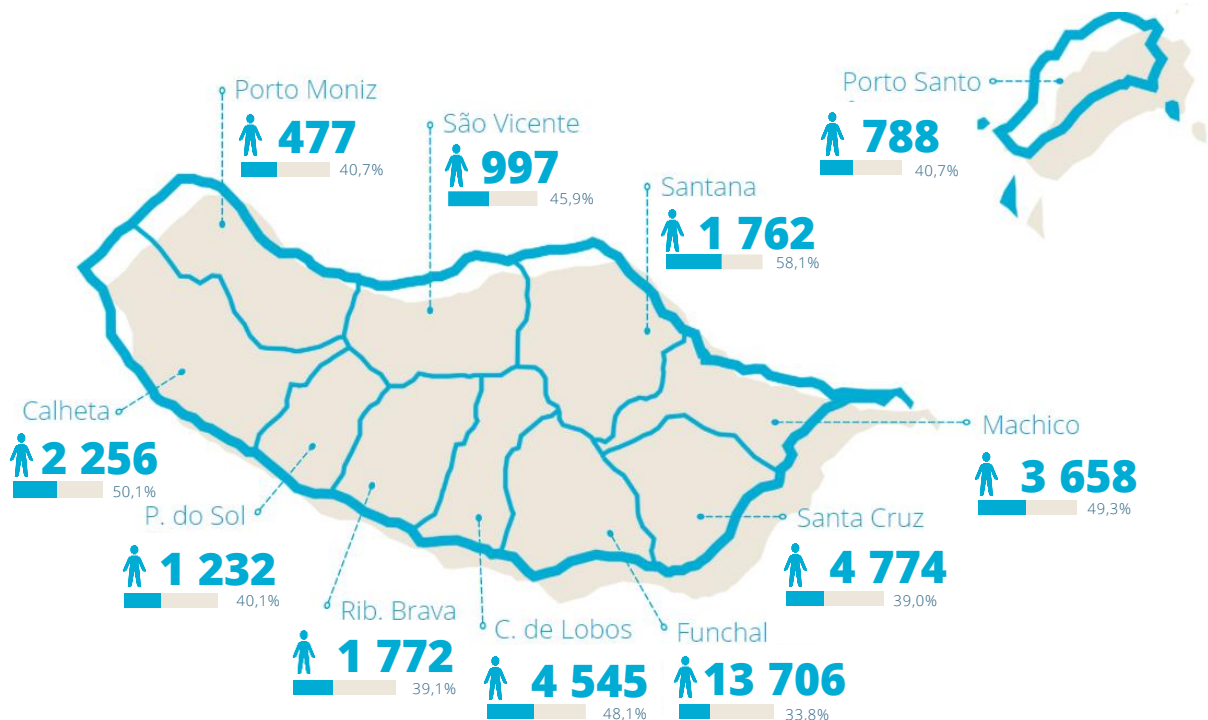 Porto Moniz
477
40,7%
São Vicente
997
45,9%
Santana
1 762
58,1%
Porto Santo
788
40,7%
Calheta
2 256
50,1%
P. do Sol
1 232
40,1%
Rib. Brava
1 772
39,1%
C. de Lobos
4 545
48,1%
Funchal
13 706
33,8%
Santa Cruz
4 774
39,0%
Machico
3 658
49,3%